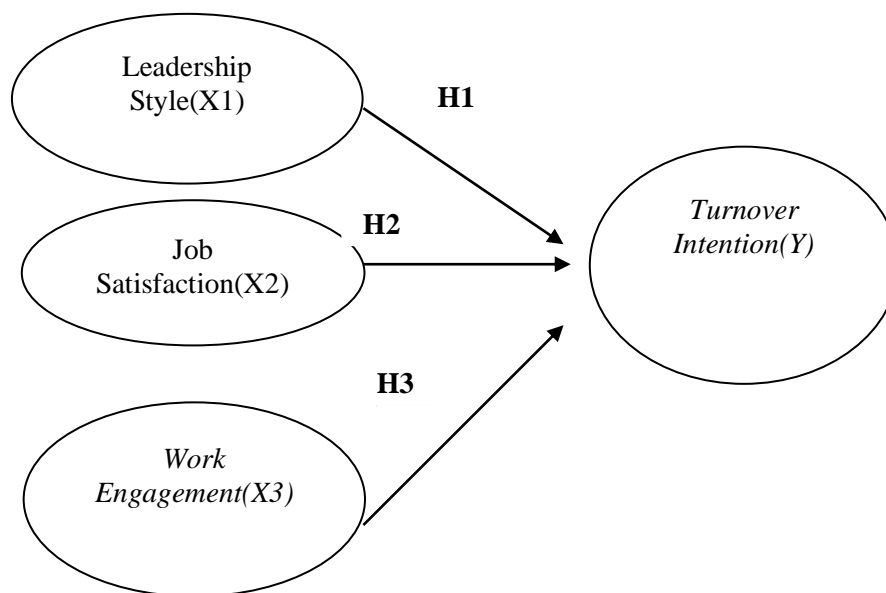 Leadership
Style(X1)
H1
Turnover
Intention(Y)
H2
Job
Satisfaction(X2)
H3
Work
Engagement(X3)